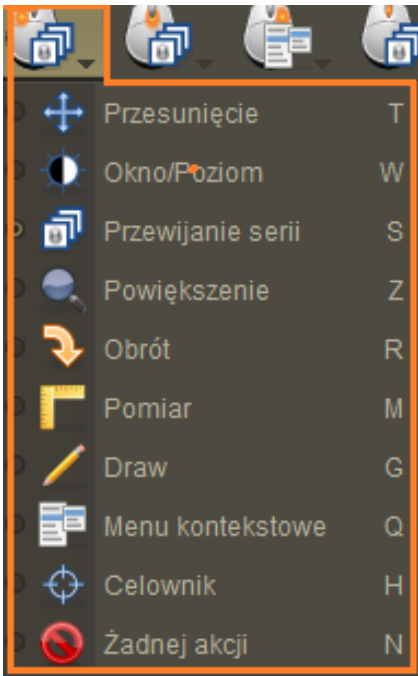 Przesunięcie T
Okno/Poziom W
Przewijanie serii S
Powiększenie Z
Obrót R
Pomiar M
Draw G
Menu kontekstowe Q
Celownik H
Żadnej akcji N